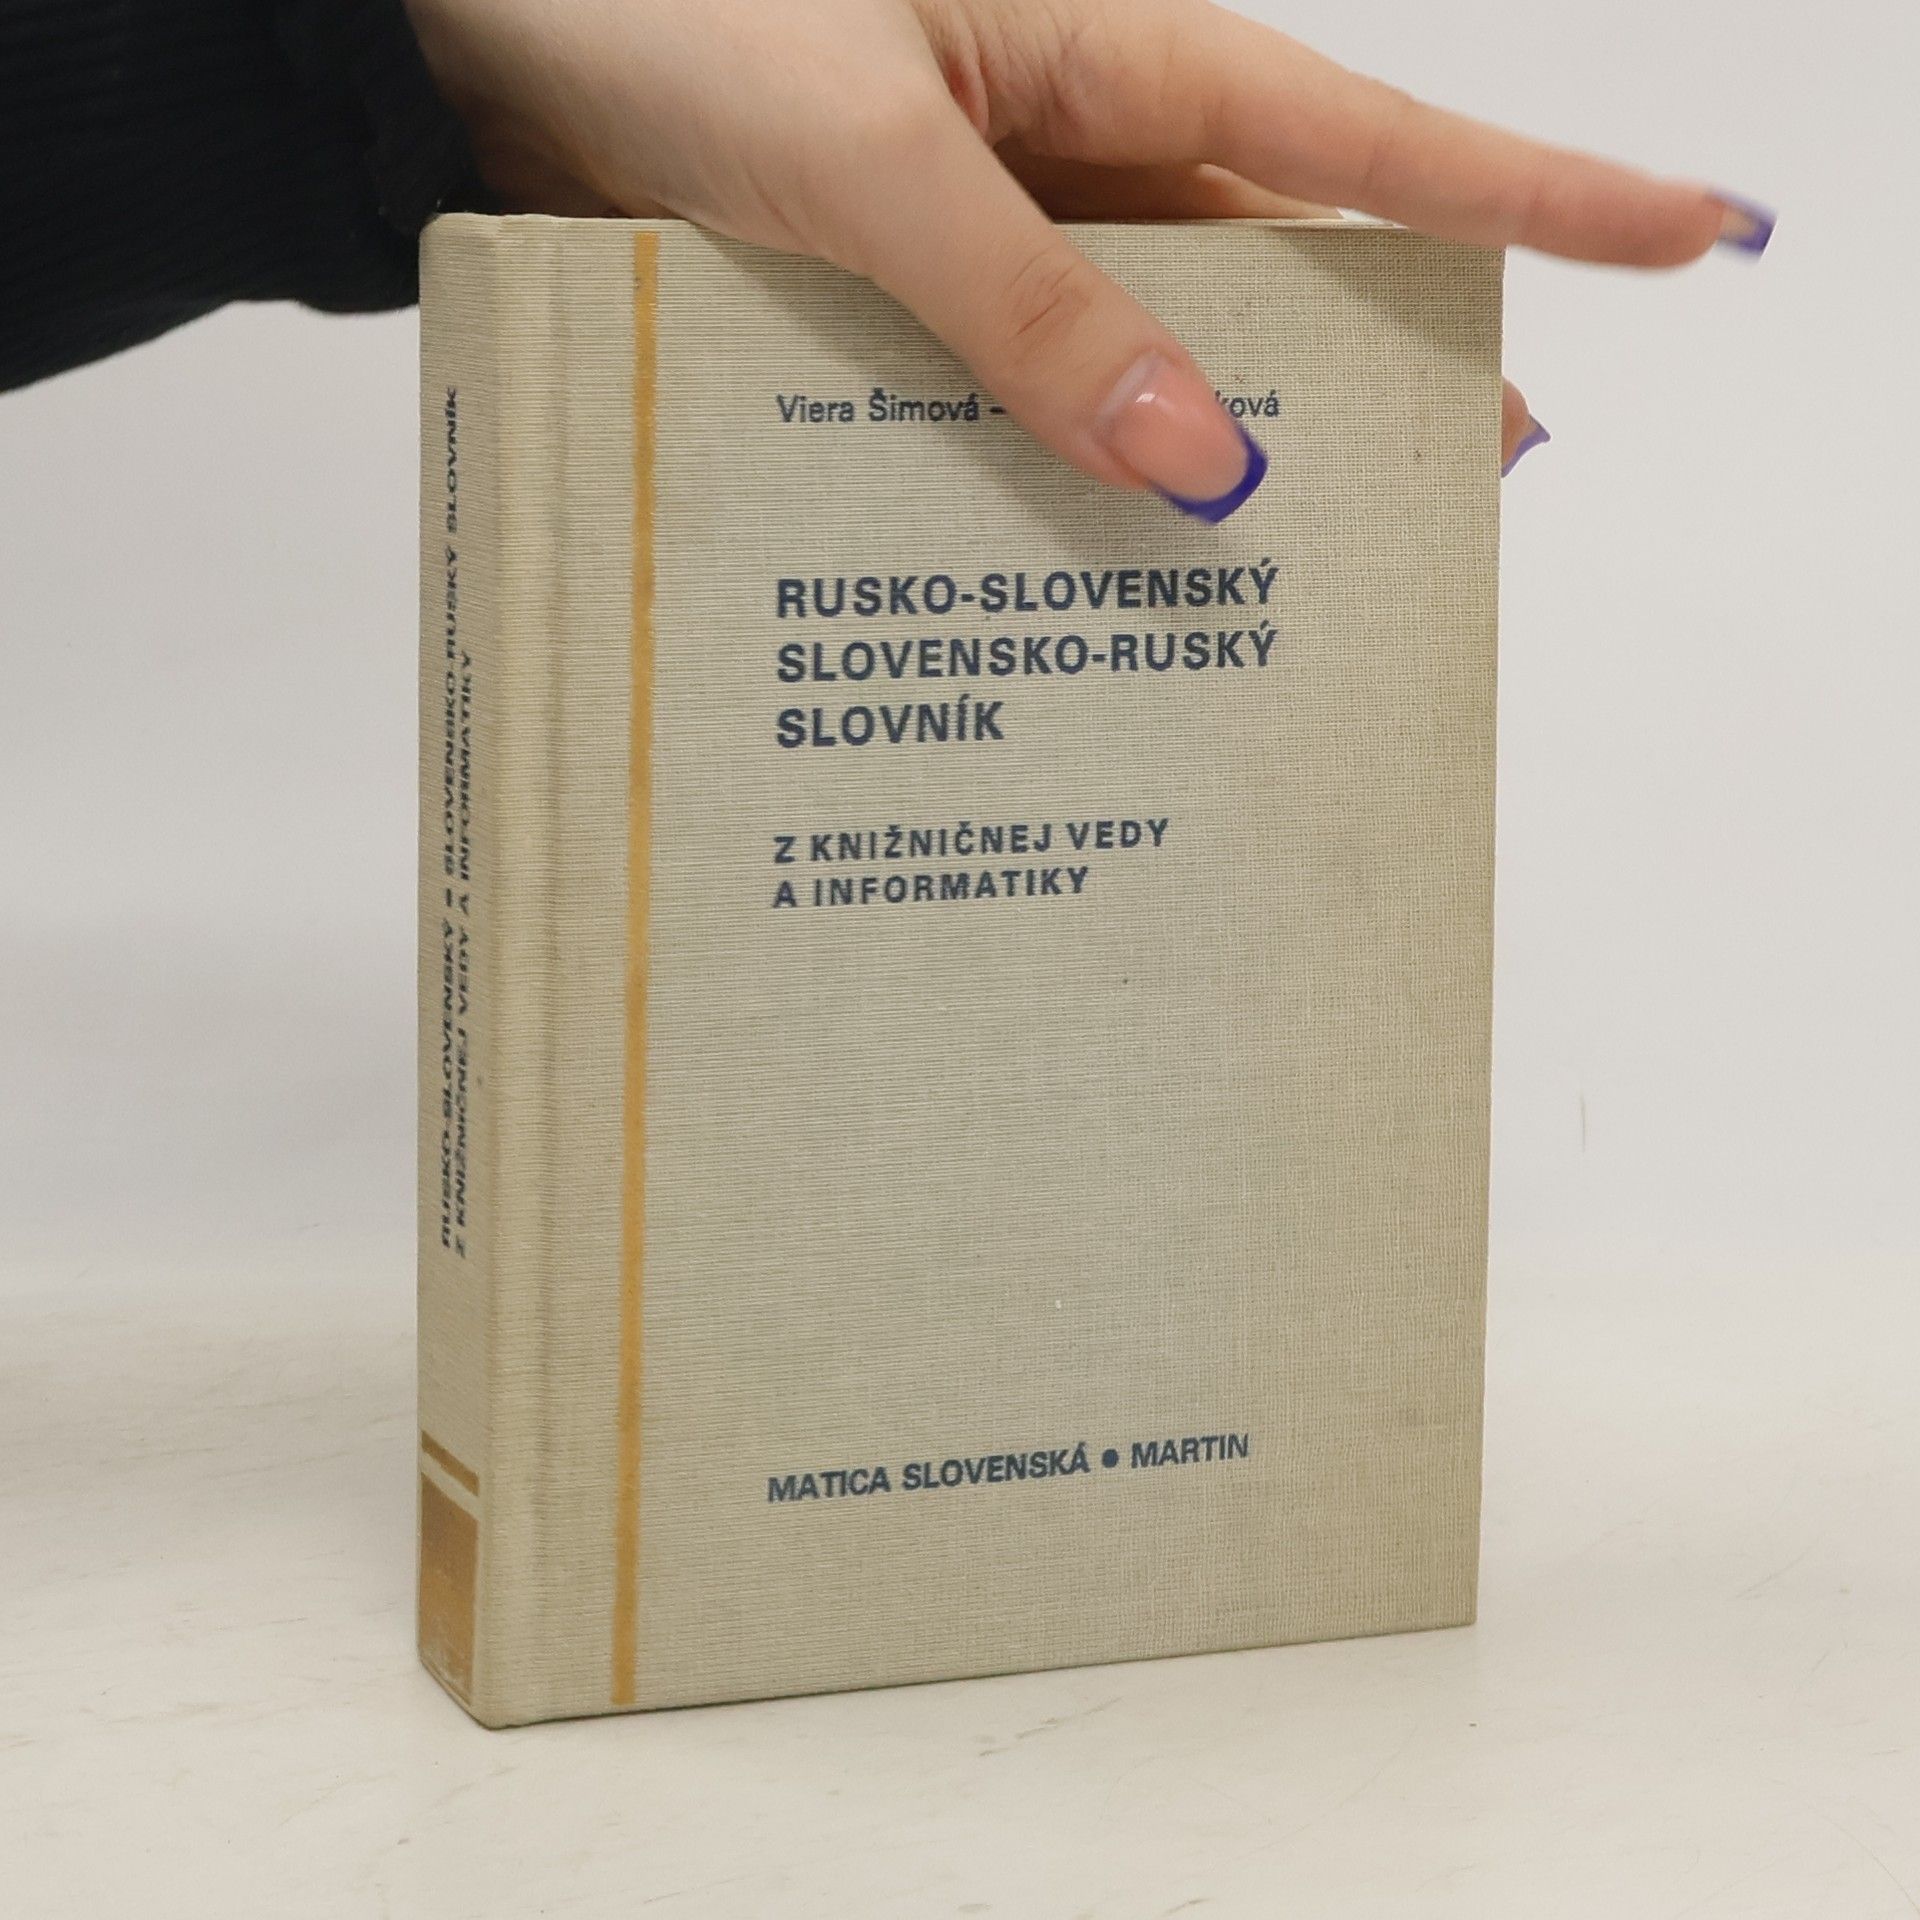 Viera Šimová –
RUSKO-SLOVENSKÝ
SLOVENSKO-RUSKÝ
SLOVNÍK
Z KNIŽNIČNEJ VEDY
A INFORMATIKY
MATICA SLOVENSKÁ • MARTIN
RUSKO-SLOVENSKÝ – SLOVENSKO-RUSKÝ SLOVNÍK
Z KNIŽNIČNEJ VEDY A INFORMATIKY